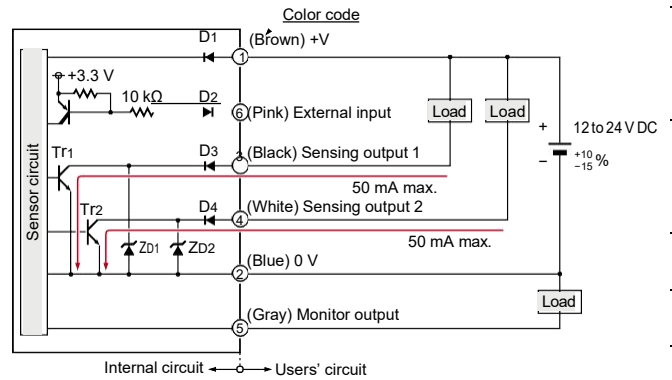 Color code
D1
(Brown) +V
1
+3.3 V
10 kΩ
D2
6
(Pink) External input
Load
Load
+
−
12 to 24 V DC
+10
−15 %
Sensor circuit
Tr1
D3
(Black) Sensing output 1
50 mA max.
Tr2
D4
4
(White) Sensing output 2
50 mA max.
ZD1
ZD2
2
(Blue) 0 V
Load
5
(Gray) Monitor output
Internal circuit
Users' circuit